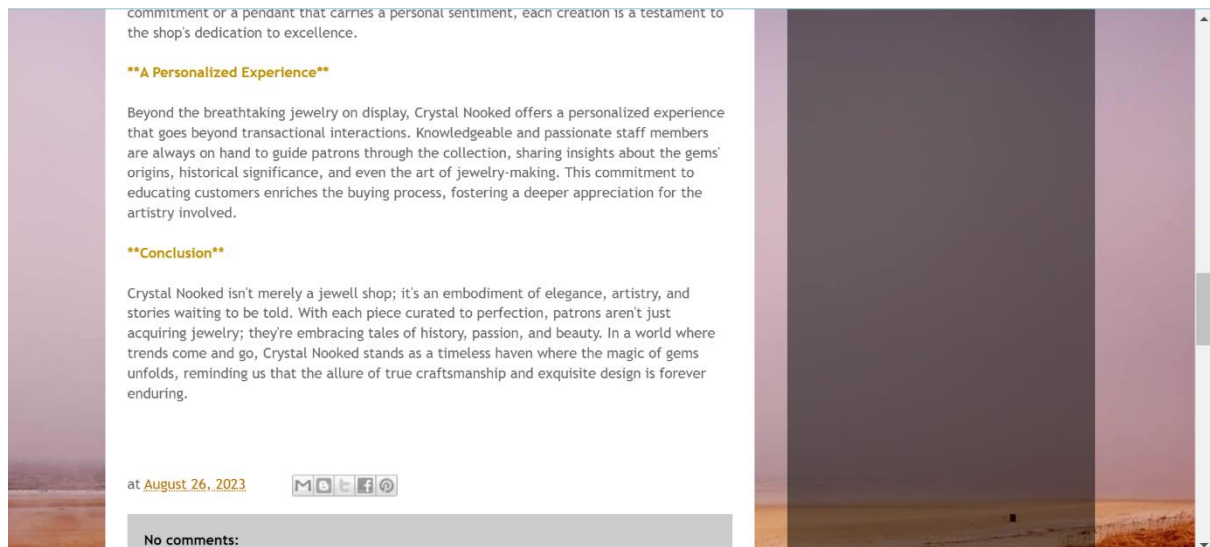 commitment or a pendant that carries a personal sentiment, each creation is a testament to
the shop's dedication to excellence.
**A Personalized Experience**
Beyond the breathtaking jewelry on display, Crystal Nooked offers a personalized experience
that goes beyond transactional interactions. Knowledgeable and passionate staff members
are always on hand to guide patrons through the collection, sharing insights about the gems'
origins, historical significance, and even the art of jewelry-making. This commitment to
educating customers enriches the buying process, fostering a deeper appreciation for the
artistry involved.
**Conclusion**
Crystal Nooked isn't merely a jewell shop; it's an embodiment of elegance, artistry, and
stories waiting to be told. With each piece curated to perfection, patrons aren't just
acquiring jewelry; they're embracing tales of history, passion, and beauty. In a world where
trends come and go, Crystal Nooked stands as a timeless haven where the magic of gems
unfolds, reminding us that the allure of true craftsmanship and exquisite design is forever
enduring.
at August 26, 2023
No comments: